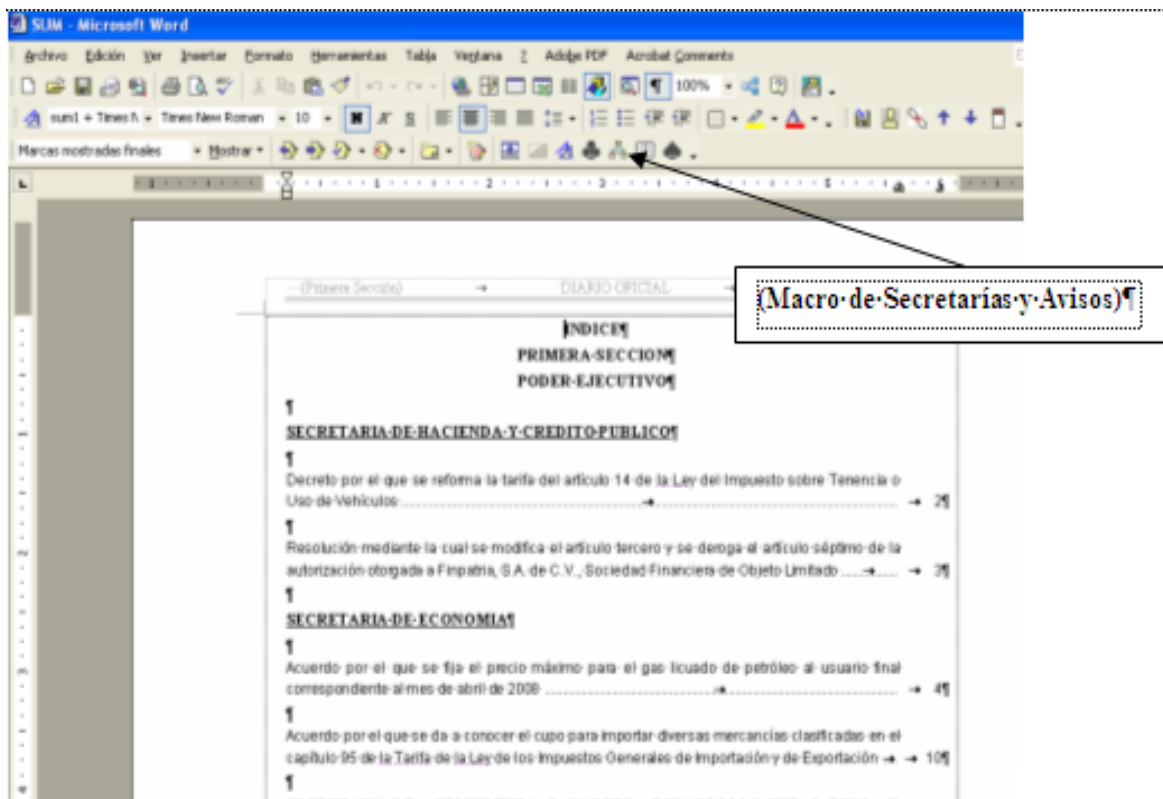 SUM - Microsoft Word
Archivo Edición Ver Insertar Formato Herramientas Tabla Ventana ? Adobe PDF Acrobat Comments
100%
sum1 + Times N Times New Roman 10 N K S
Marcas mostradas finales Mostrar
1 1 2 3 4 5
(Macro de Secretarías y Avisos)¶
(Primera Sección) → DIARIO OFICIAL →
INDICE¶
PRIMERA SECCION¶
PODER EJECUTIVO¶
¶
SECRETARIA DE HACIENDA Y CREDITO PUBLICO¶
¶
Decreto por el que se reforma la tarifa del artículo 14 de la Ley del Impuesto sobre Tenencia o
Uso de Vehículos → → 2¶
¶
Resolución mediante la cual se modifica el artículo tercero y se deroga el artículo séptimo de la
autorización otorgada a Finpatria, S.A. de C.V., Sociedad Financiera de Objeto Limitado → → 3¶
¶
SECRETARIA DE ECONOMIA¶
¶
Acuerdo por el que se fija el precio máximo para el gas licuado de petróleo al usuario final
correspondiente al mes de abril de 2008 → → 4¶
¶
Acuerdo por el que se da a conocer el cupo para importar diversas mercancías clasificadas en el
capítulo 95 de la Tarifa de la Ley de los Impuestos Generales de Importación y de Exportación → → 10¶
¶